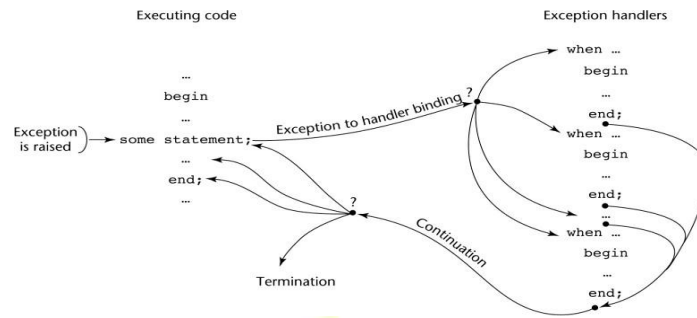 Executing code
Exception handlers
…
begin
…
Exception
is raised
some statement;
…
end;
…
Exception to handler binding
?
when …
begin
…
end;
when …
begin
…
end;
…
when …
begin
…
end;
?
Continuation
Termination